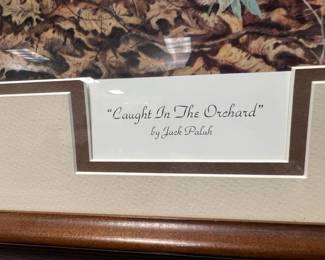 "Caught In The Orchard"
by Jack Paluh